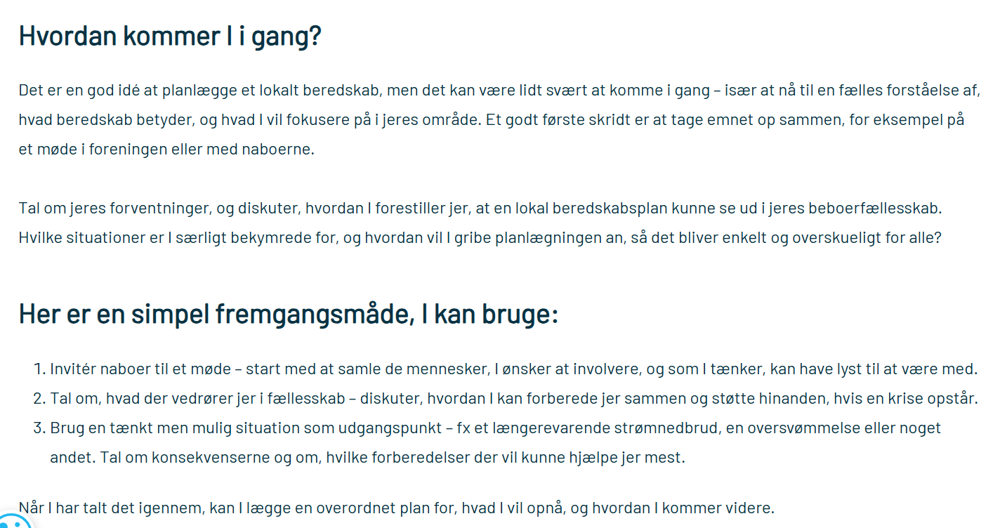 Hvordan kommer I i gang?
Det er en god idé at planlægge et lokalt beredskab, men det kan være lidt svært at komme i gang – især at nå til en fælles forståelse af,
hvad beredskab betyder, og hvad I vil fokusere på i jeres område. Et godt første skridt er at tage emnet op sammen, for eksempel på
et møde i foreningen eller med naboerne.
Tal om jeres forventninger, og diskuter, hvordan I forestiller jer, at en lokal beredskabsplan kunne se ud i jeres beboerfællesskab.
Hvilke situationer er I særligt bekymrede for, og hvordan vil I gribe planlægningen an, så det bliver enkelt og overskueligt for alle?
Her er en simpel fremgangsmåde, I kan bruge:
1. Invitér naboer til et møde – start med at samle de mennesker, I ønsker at involvere, og som I tænker, kan have lyst til at være med.
2. Tal om, hvad der vedrører jer i fællesskab – diskuter, hvordan I kan forberede jer sammen og støtte hinanden, hvis en krise opstår.
3. Brug en tænkt men mulig situation som udgangspunkt – fx et længerevarende strømnedbrud, en oversvømmelse eller noget
andet. Tal om konsekvenserne og om, hvilke forberedelser der vil kunne hjælpe jer mest.
Når I har talt det igennem, kan I lægge en overordnet plan for, hvad I vil opnå, og hvordan I kommer videre.